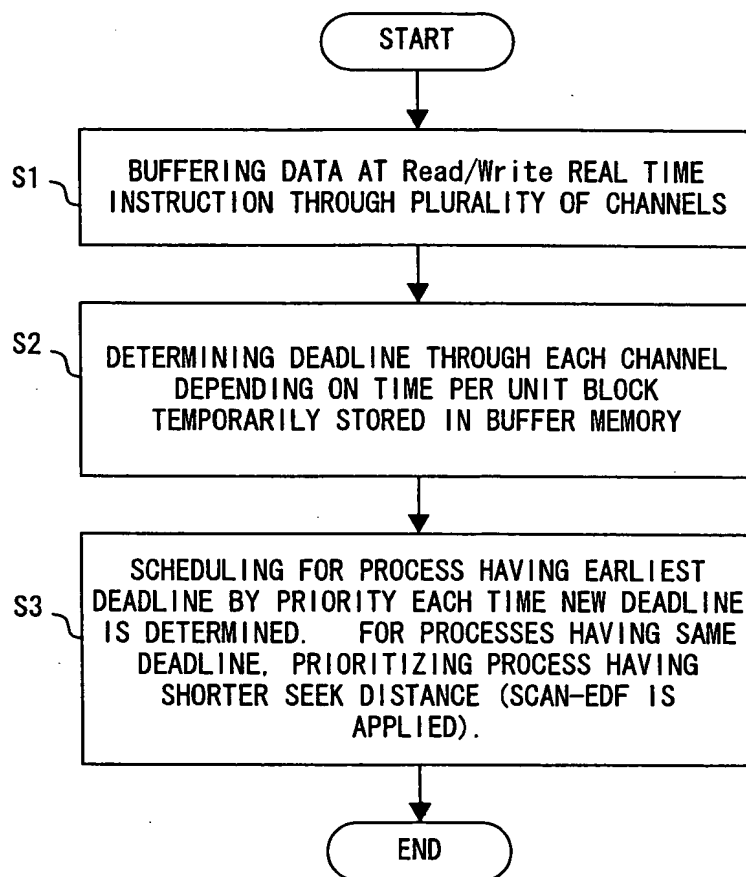 START
S1
BUFFERING DATA AT Read/Write REAL TIME
INSTRUCTION THROUGH PLURALITY OF CHANNELS
S2
DETERMINING DEADLINE THROUGH EACH CHANNEL
DEPENDING ON TIME PER UNIT BLOCK
TEMPORARILY STORED IN BUFFER MEMORY
S3
SCHEDULING FOR PROCESS HAVING EARLIEST
DEADLINE BY PRIORITY EACH TIME NEW DEADLINE
IS DETERMINED. FOR PROCESSES HAVING SAME
DEADLINE, PRIORITIZING PROCESS HAVING
SHORTER SEEK DISTANCE (SCAN-EDF IS
APPLIED).
END